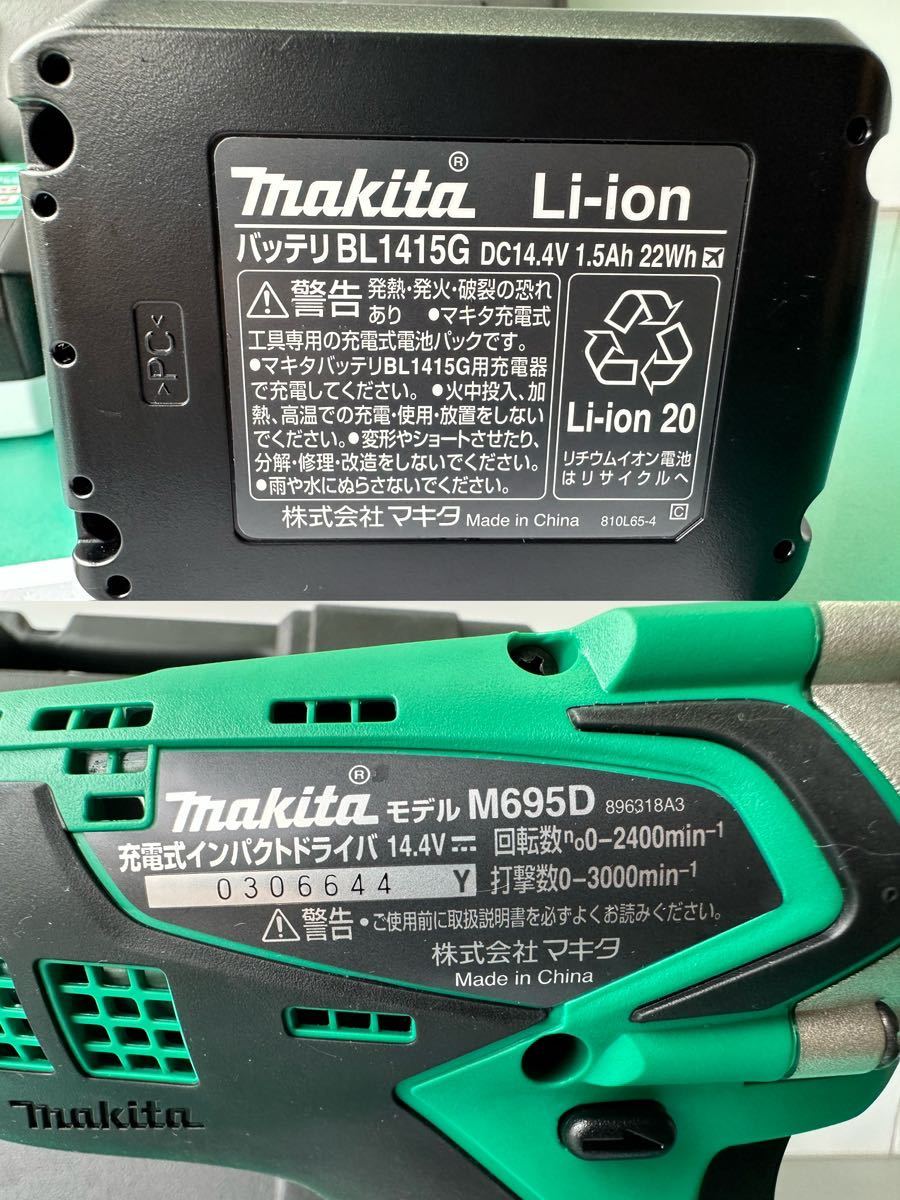 makita® Li-ion
バッテリ BL1415G DC14.4V 1.5Ah 22Wh
警告 発熱・発火・破裂の恐れ
あり ●マキタ充電式
工具専用の充電式電池パックです。
●マキタバッテリBL1415G用充電器
で充電してください。●火中投入、加
熱、高温での充電・使用・放置をしない
でください。●変形やショートさせたり、
分解・修理・改造をしないでください。
●雨や水にぬらさないでください。
Li-ion 20
リチウムイオン電池
はリサイクルへ
株式会社 マキタ Made in China 810L65-4 C
>PC<
makita® モデル M695D 896318A3
充電式インパクトドライバ 14.4V 回転数n₀0-2400min⁻¹
0306644 Y 打撃数0-3000min⁻¹
警告 ●ご使用前に取扱説明書を必ずよくお読みください。
株式会社 マキタ
Made in China
makita